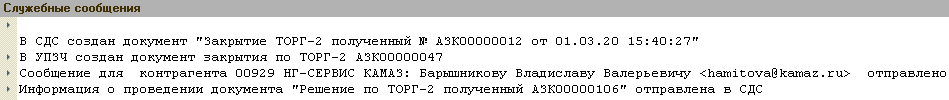 Служебные сообщения
В СДС создан документ "Закрытие ТОРГ-2 полученный № АЗК00000012 от 01.03.20 15:40:27"
В УПЗЧ создан документ закрытия по ТОРГ-2 АЗК00000047
Сообщение для контрагента 00929 НГ-СЕРВИС КАМАЗ: Барышникову Владиславу Валерьевичу <hamitova@kamaz.ru> отправлено
Информация о проведении документа "Решение по ТОРГ-2 полученный АЗК00000106" отправлена в СДС